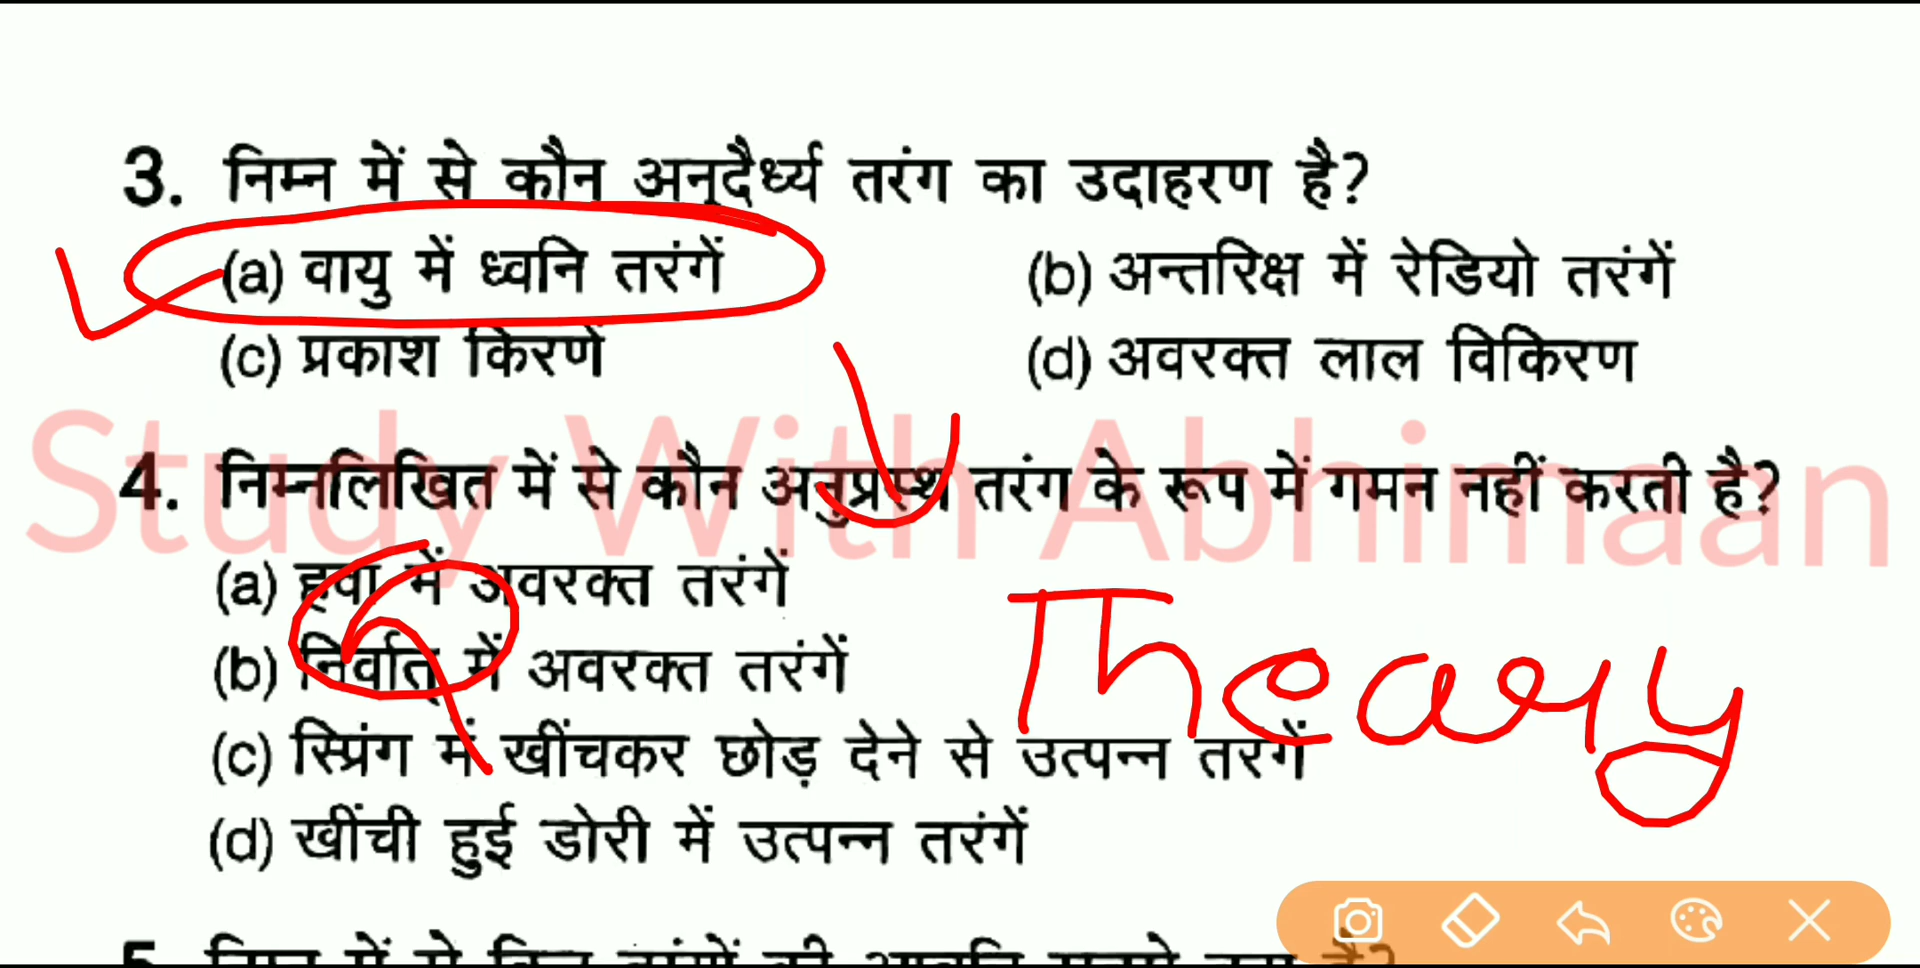 3. निम्न में से कौन अनुदैर्ध्य तरंग का उदाहरण है?
(a) वायु में ध्वनि तरंगें (b) अन्तरिक्ष में रेडियो तरंगें
(c) प्रकाश किरणें (d) अवरक्त लाल विकिरण
Study With Abhimaan
4. निम्नलिखित में से कौन अनुप्रस्थ तरंग के रूप में गमन नहीं करती है?
(a) हवा में अवरक्त तरंगें
(b) निर्वात् में अवरक्त तरंगें
Theary
(c) स्प्रिंग में खींचकर छोड़ देने से उत्पन्न तरंगें
(d) खींची हुई डोरी में उत्पन्न तरंगें